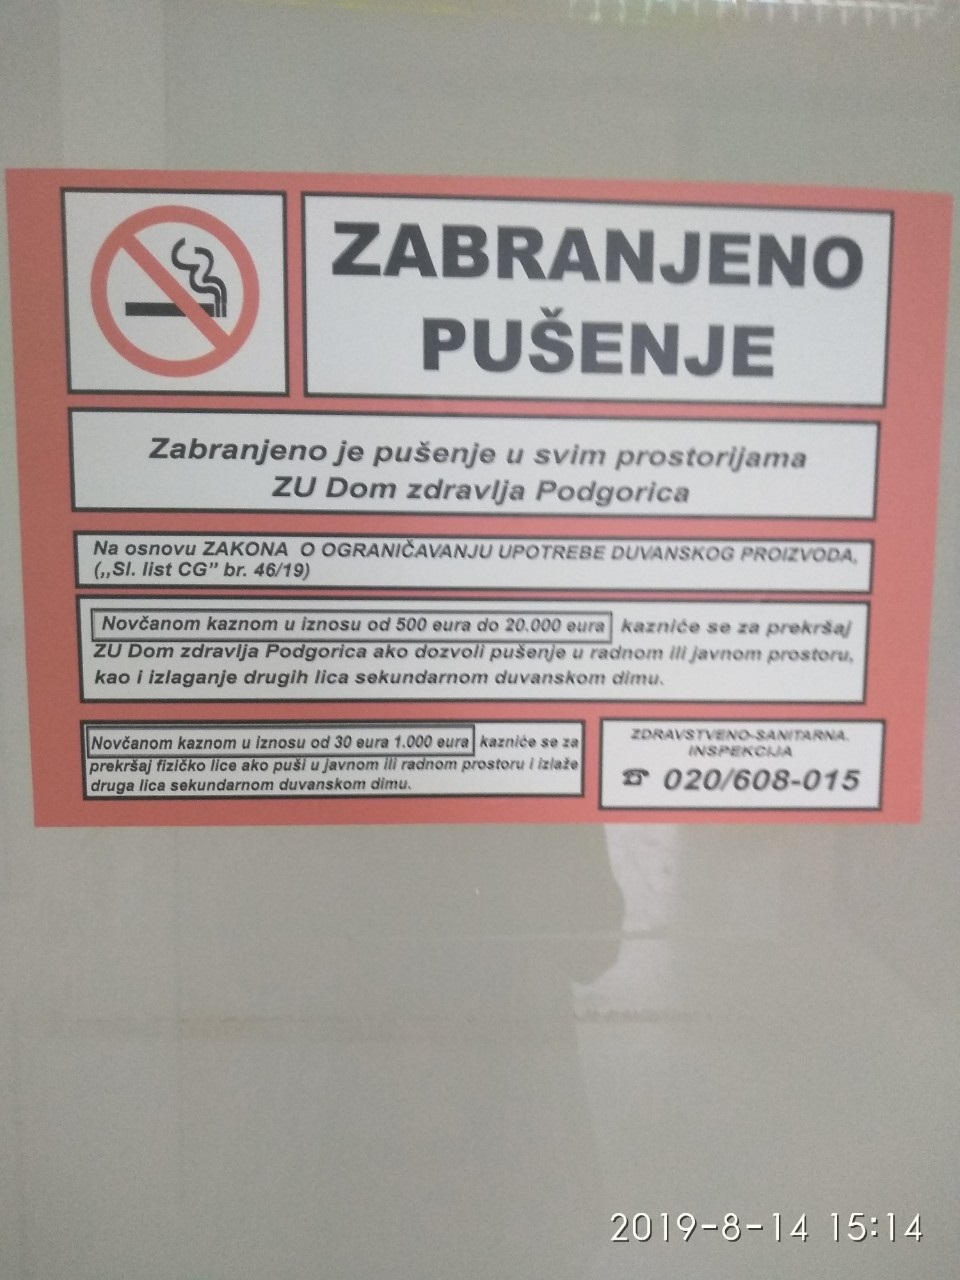 ZABRANJENO
PUŠENJE
Zabranjeno je pušenje u svim prostorijama
ZU Dom zdravlja Podgorica
Na osnovu ZAKONA O OGRANIČAVANJU UPOTREBE DUVANSKOG PROIZVODA,
(,,Sl. list CG" br. 46/19)
Novčanom kaznom u iznosu od 500 eura do 20.000 eura kazniće se za prekršaj
ZU Dom zdravlja Podgorica ako dozvoli pušenje u radnom ili javnom prostoru,
kao i izlaganje drugih lica sekundarnom duvanskom dimu.
Novčanom kaznom u iznosu od 30 eura 1.000 eura kazniće se za
prekršaj fizičko lice ako puši u javnom ili radnom prostoru i izlaže
druga lica sekundarnom duvanskom dimu.
ZDRAVSTVENO-SANITARNA.
INSPEKCIJA
☎ 020/608-015
2019-8-14 15:14